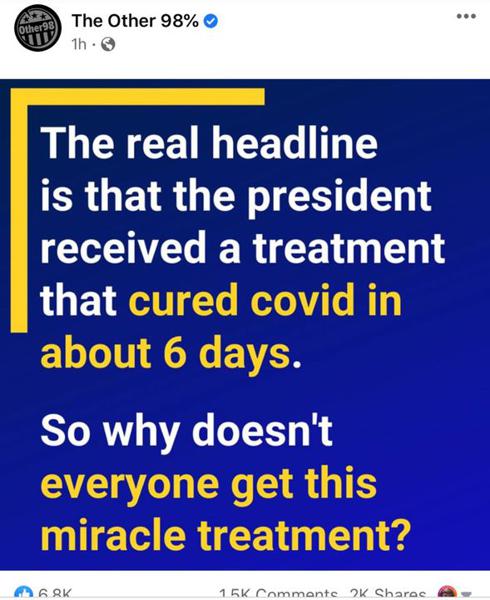 The Other 98%
Other98
1h ·
The real headline
is that the president
received a treatment
that cured covid in
about 6 days.
So why doesn't
everyone get this
miracle treatment?
6.8K 1.5K Comments 2K Shares